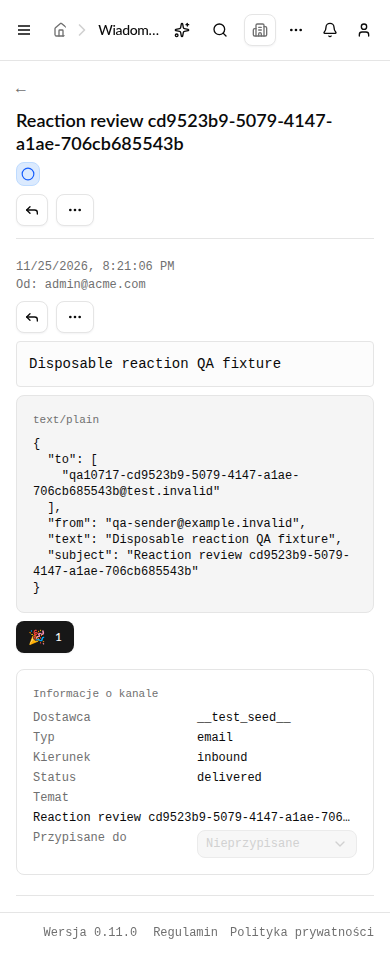 Wiadom...
←
Reaction review cd9523b9-5079-4147-
a1ae-706cb685543b
11/25/2026, 8:21:06 PM
Od: admin@acme.com
Disposable reaction QA fixture
text/plain
{
  "to": [
    "qa10717-cd9523b9-5079-4147-a1ae-
706cb685543b@test.invalid"
  ],
  "from": "qa-sender@example.invalid",
  "text": "Disposable reaction QA fixture",
  "subject": "Reaction review cd9523b9-5079-
4147-a1ae-706cb685543b"
}
🎉 1
Informacje o kanale
Dostawca __test_seed__
Typ email
Kierunek inbound
Status delivered
Temat
Reaction review cd9523b9-5079-4147-a1ae-706…
Przypisane do Nieprzypisane
Wersja 0.11.0 Regulamin Polityka prywatności